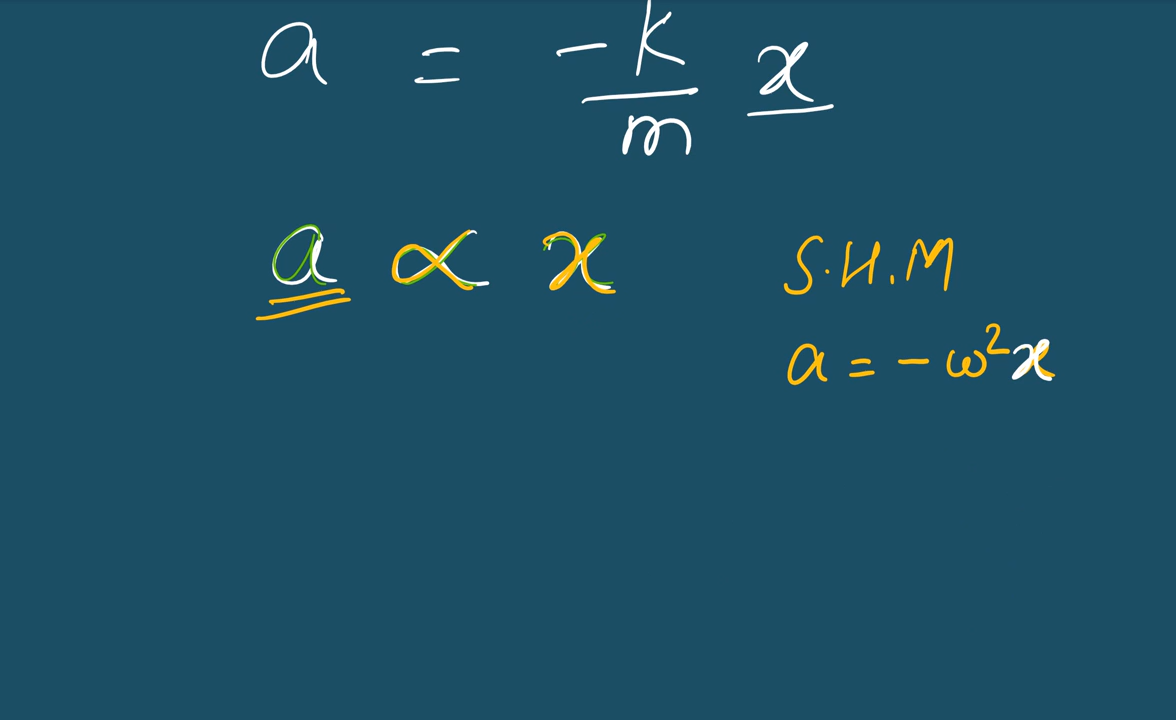 a = -k/m x
a ∝ x
S.H.M
a = - ω²x